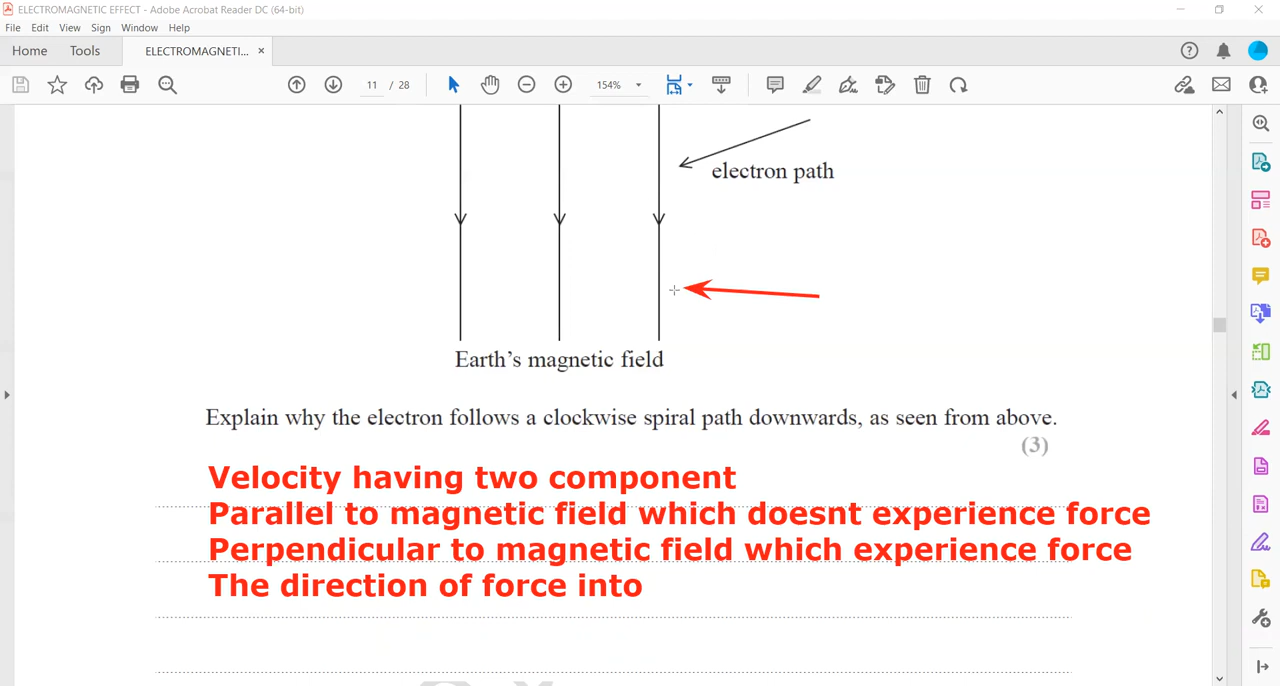 ELECTROMAGNETIC EFFECT - Adobe Acrobat Reader DC (64-bit)
File Edit View Sign Window Help
Home Tools ELECTROMAGNETI... ×
11 / 28 154%
electron path
Earth's magnetic field
Explain why the electron follows a clockwise spiral path downwards, as seen from above.
(3)
Velocity having two component
Parallel to magnetic field which doesnt experience force
Perpendicular to magnetic field which experience force
The direction of force into